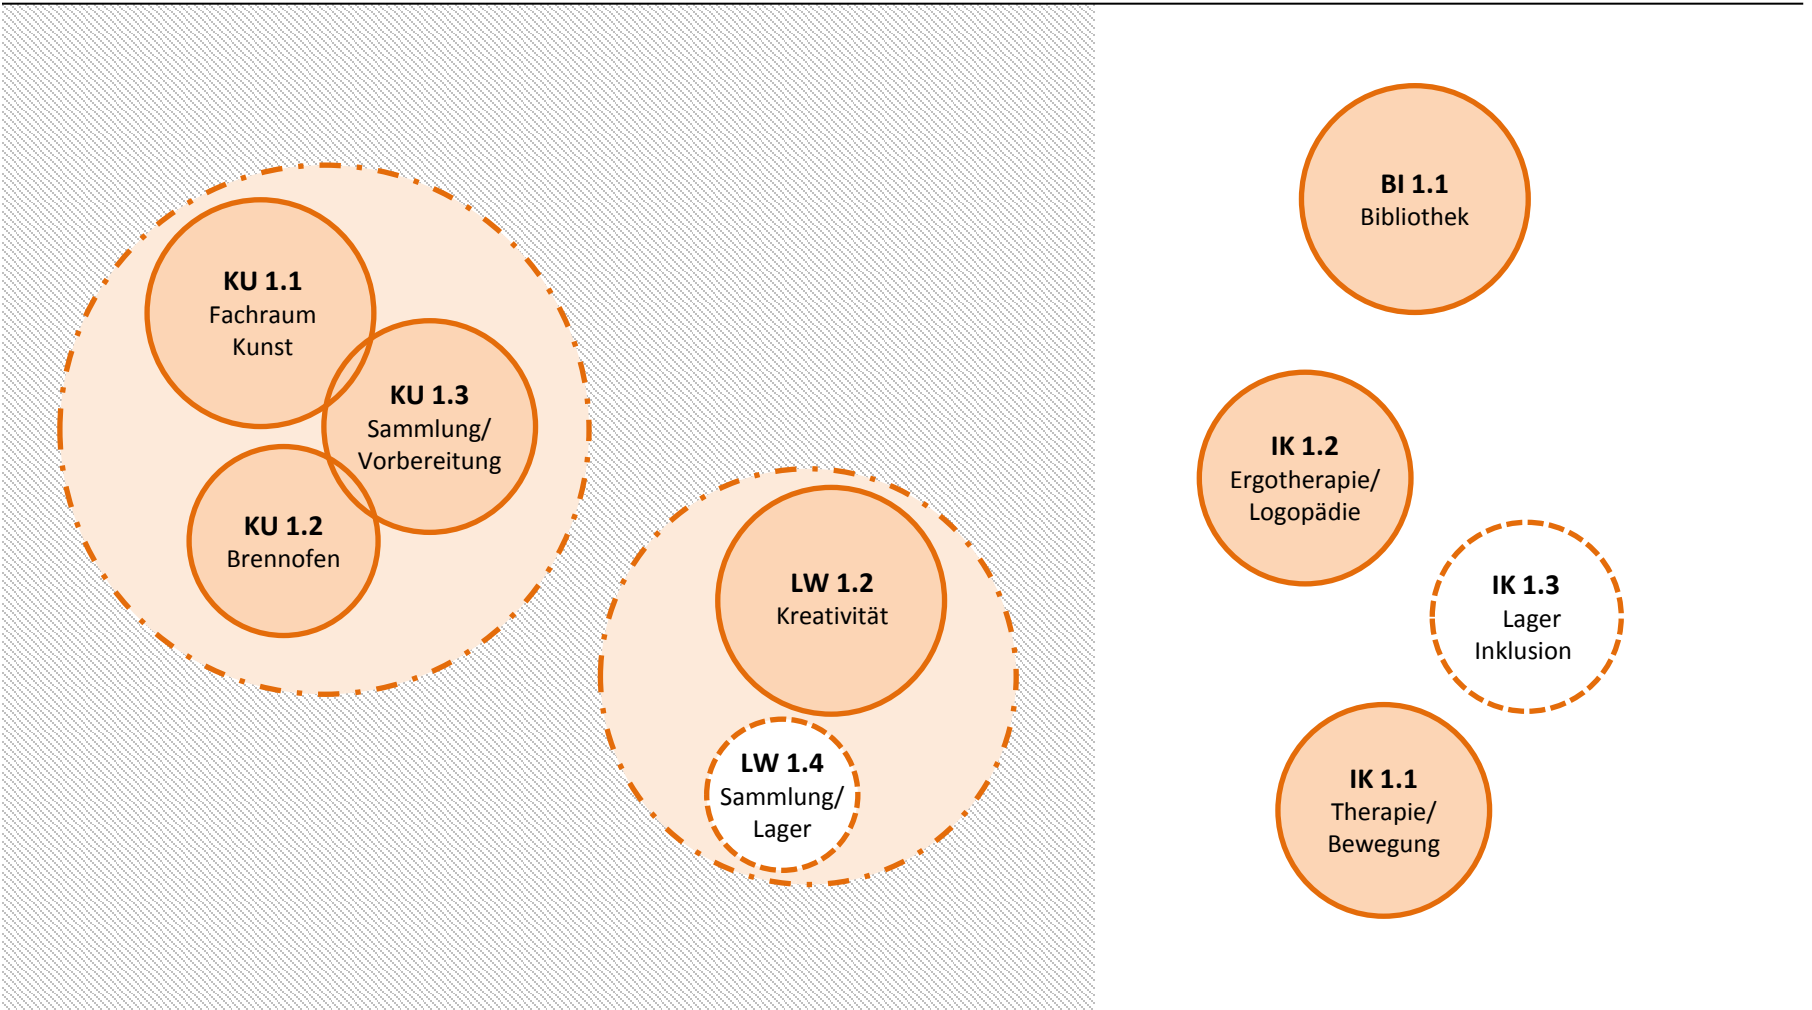 KU 1.1
Fachraum
Kunst
KU 1.3
Sammlung/
Vorbereitung
KU 1.2
Brennofen
LW 1.2
Kreativität
LW 1.4
Sammlung/
Lager
BI 1.1
Bibliothek
IK 1.2
Ergotherapie/
Logopädie
IK 1.3
Lager
Inklusion
IK 1.1
Therapie/
Bewegung